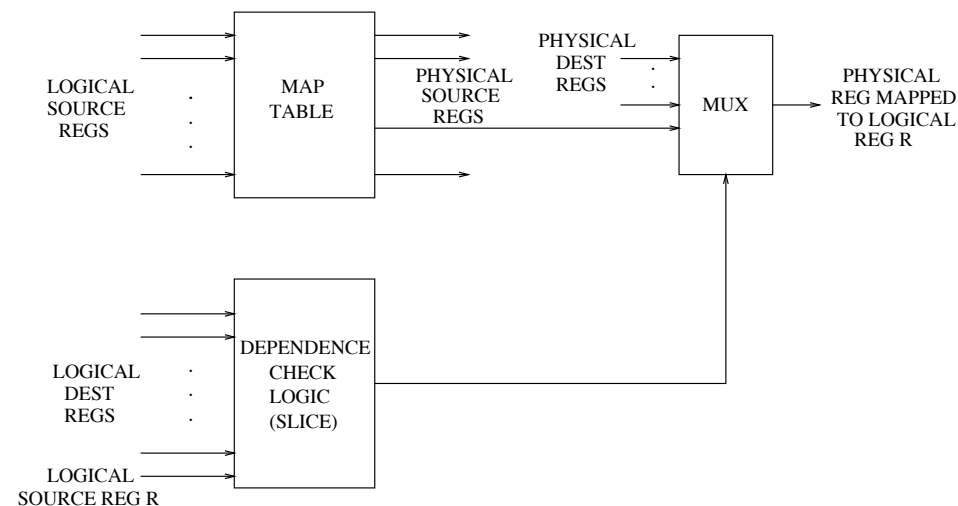 LOGICAL
SOURCE
REGS
MAP
TABLE
PHYSICAL
SOURCE
REGS
PHYSICAL
DEST
REGS
MUX
PHYSICAL
REG MAPPED
TO LOGICAL
REG R
LOGICAL
DEST
REGS
DEPENDENCE
CHECK
LOGIC
(SLICE)
LOGICAL
SOURCE REG R